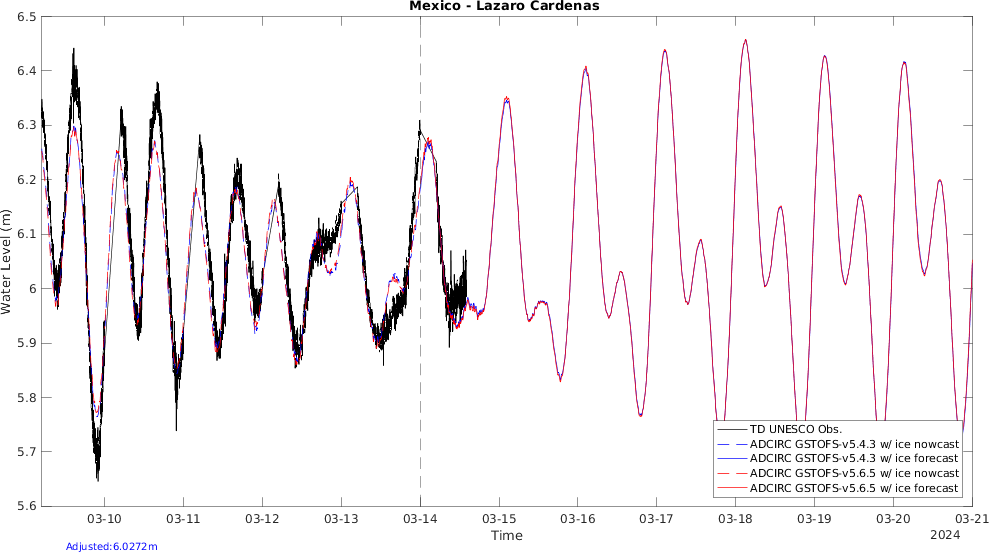 Mexico - Lazaro Cardenas
6.5
6.4
6.3
6.2
6.1
6
5.9
5.8
5.7
5.6
Water Level (m)
03-10
03-11
03-12
03-13
03-14
03-15
03-16
03-17
03-18
03-19
03-20
03-21
Time
2024
Adjusted:6.0272m
TD UNESCO Obs.
ADCIRC GSTOFS-v5.4.3 w/ ice nowcast
ADCIRC GSTOFS-v5.4.3 w/ ice forecast
ADCIRC GSTOFS-v5.6.5 w/ ice nowcast
ADCIRC GSTOFS-v5.6.5 w/ ice forecast